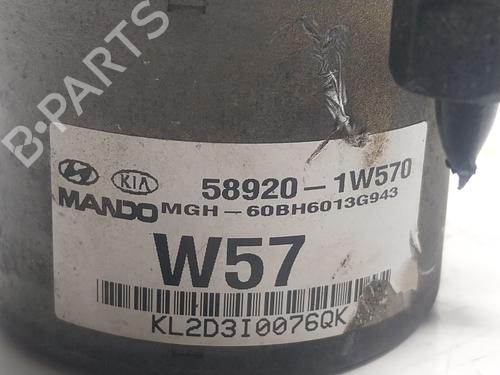 B-PARTS
KIA 58920-1W570
MANDO MGH-60BH6013G943
W57
KL2D3I0076QK